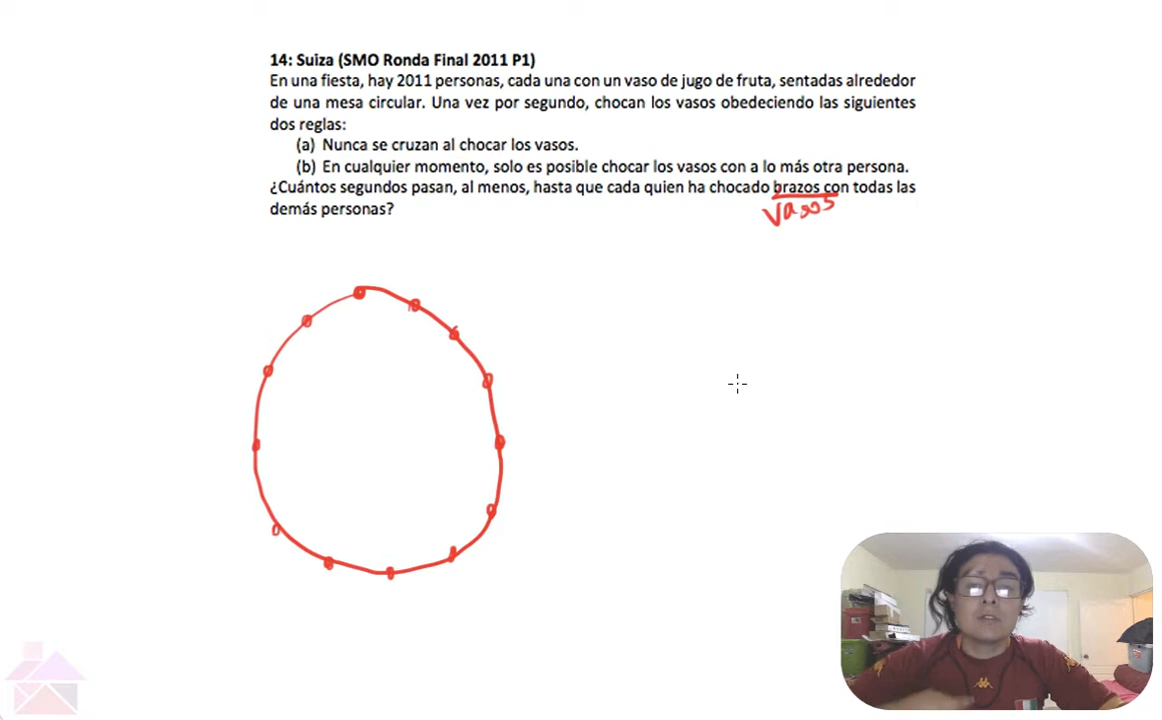 14: Suiza (SMO Ronda Final 2011 P1)
En una fiesta, hay 2011 personas, cada una con un vaso de jugo de fruta, sentadas alrededor
de una mesa circular. Una vez por segundo, chocan los vasos obedeciendo las siguientes
dos reglas:
(a) Nunca se cruzan al chocar los vasos.
(b) En cualquier momento, solo es posible chocar los vasos con a lo más otra persona.
¿Cuántos segundos pasan, al menos, hasta que cada quien ha chocado brazos con todas las
demás personas?
vasos